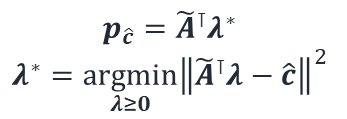 p_ĉ = Ã^⊤ λ*
λ* = argmin_{λ≥0} ‖Ã^⊤ λ − ĉ‖²